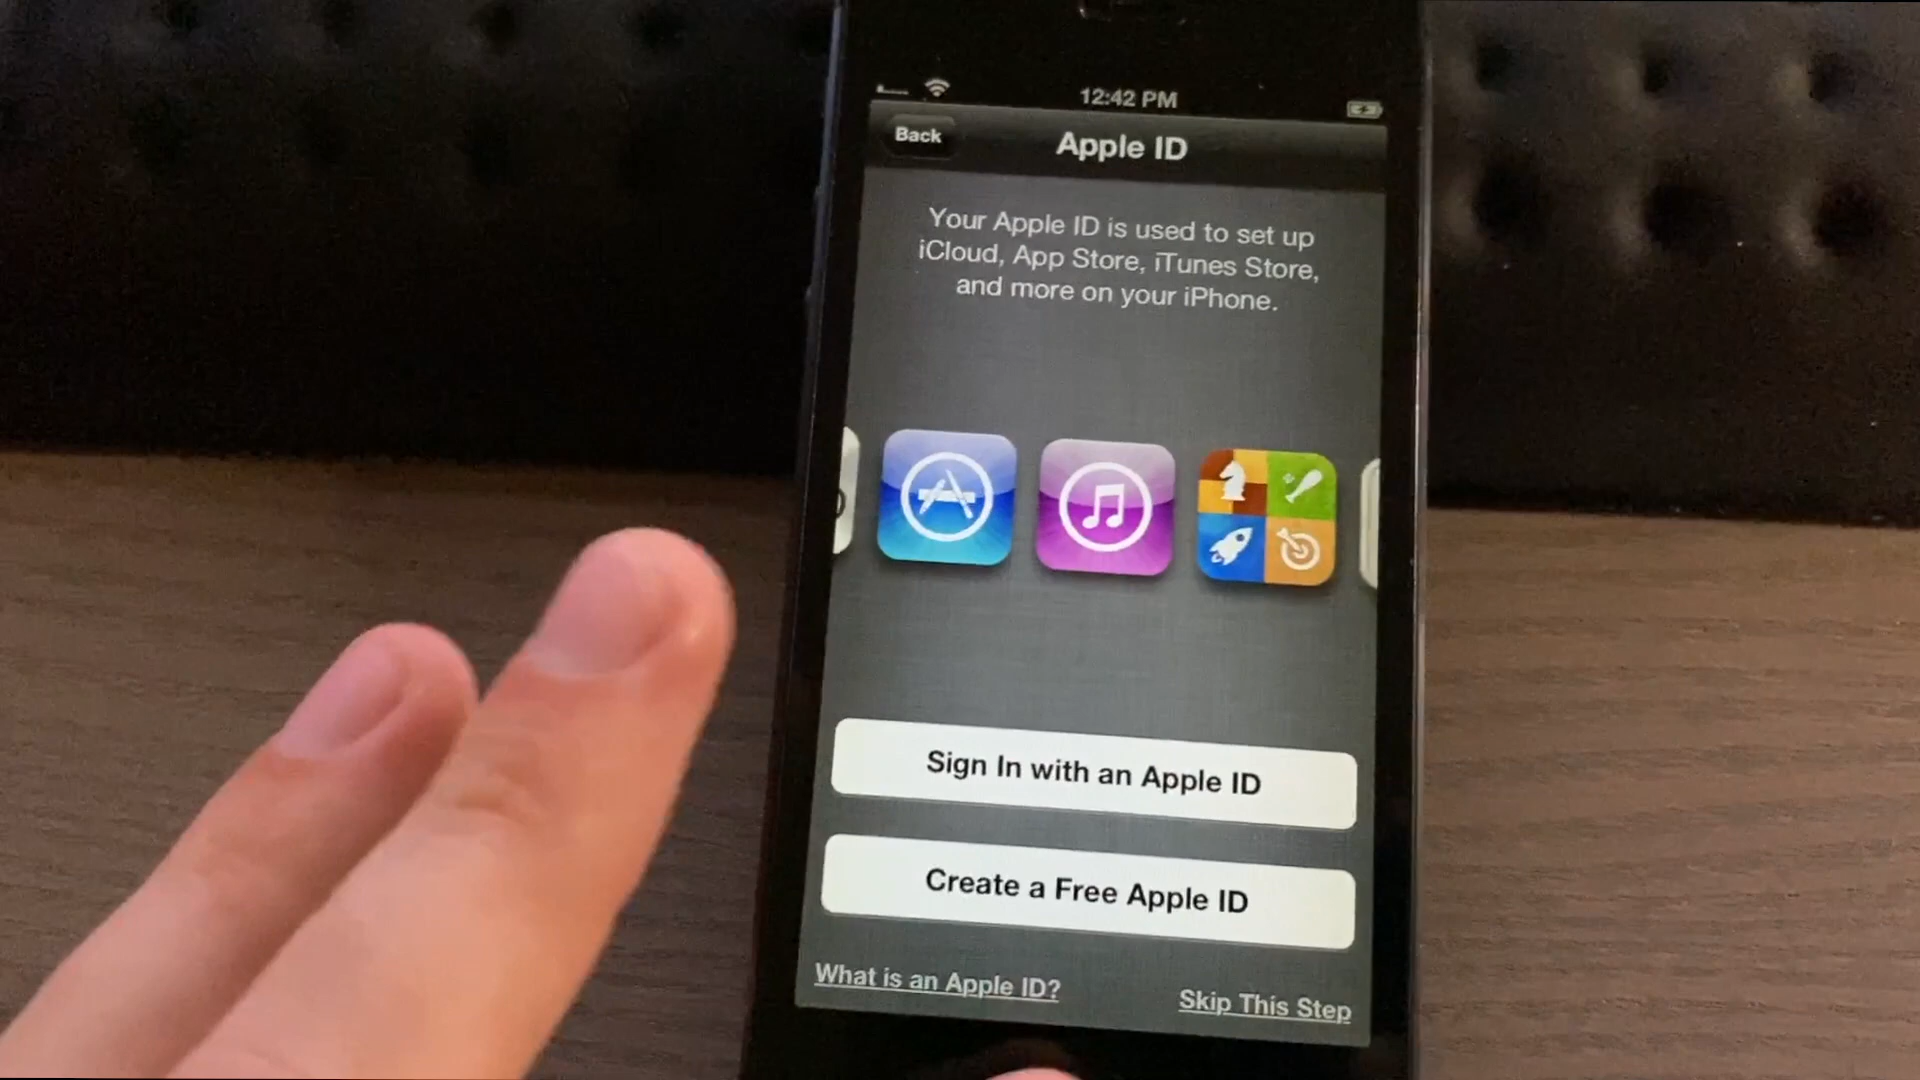 12:42 PM
Back
Apple ID
Your Apple ID is used to set up
iCloud, App Store, iTunes Store,
and more on your iPhone.
Sign In with an Apple ID
Create a Free Apple ID
What is an Apple ID?
Skip This Step